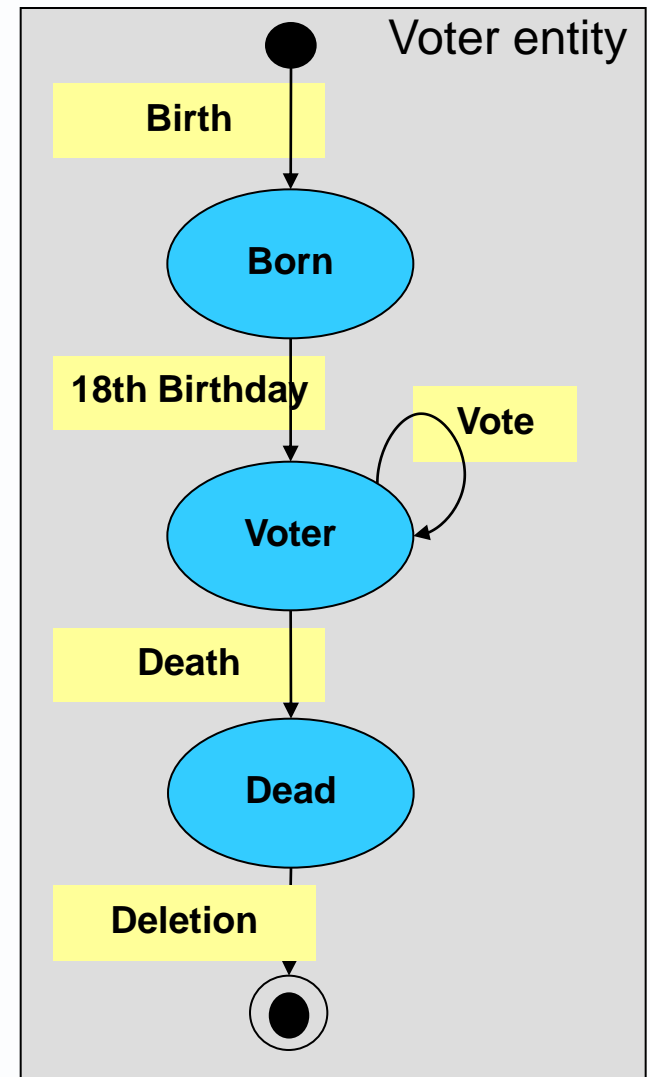 Voter entity
Birth
Born
18th Birthday
Vote
Voter
Death
Dead
Deletion